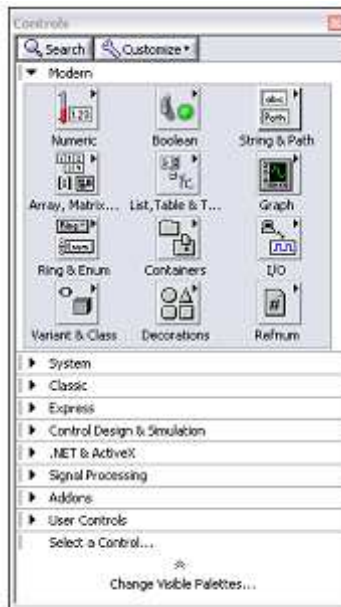 Controls
Search Customize
Modern
1.23 abc Path
Numeric Boolean String & Path
Array, Matrix... List, Table & T... Graph
Ring & Enum Containers I/O
#
Variant & Class Decorations Refnum
System
Classic
Express
Control Design & Simulation
.NET & ActiveX
Signal Processing
Addons
User Controls
Select a Control...
Change Visible Palettes...